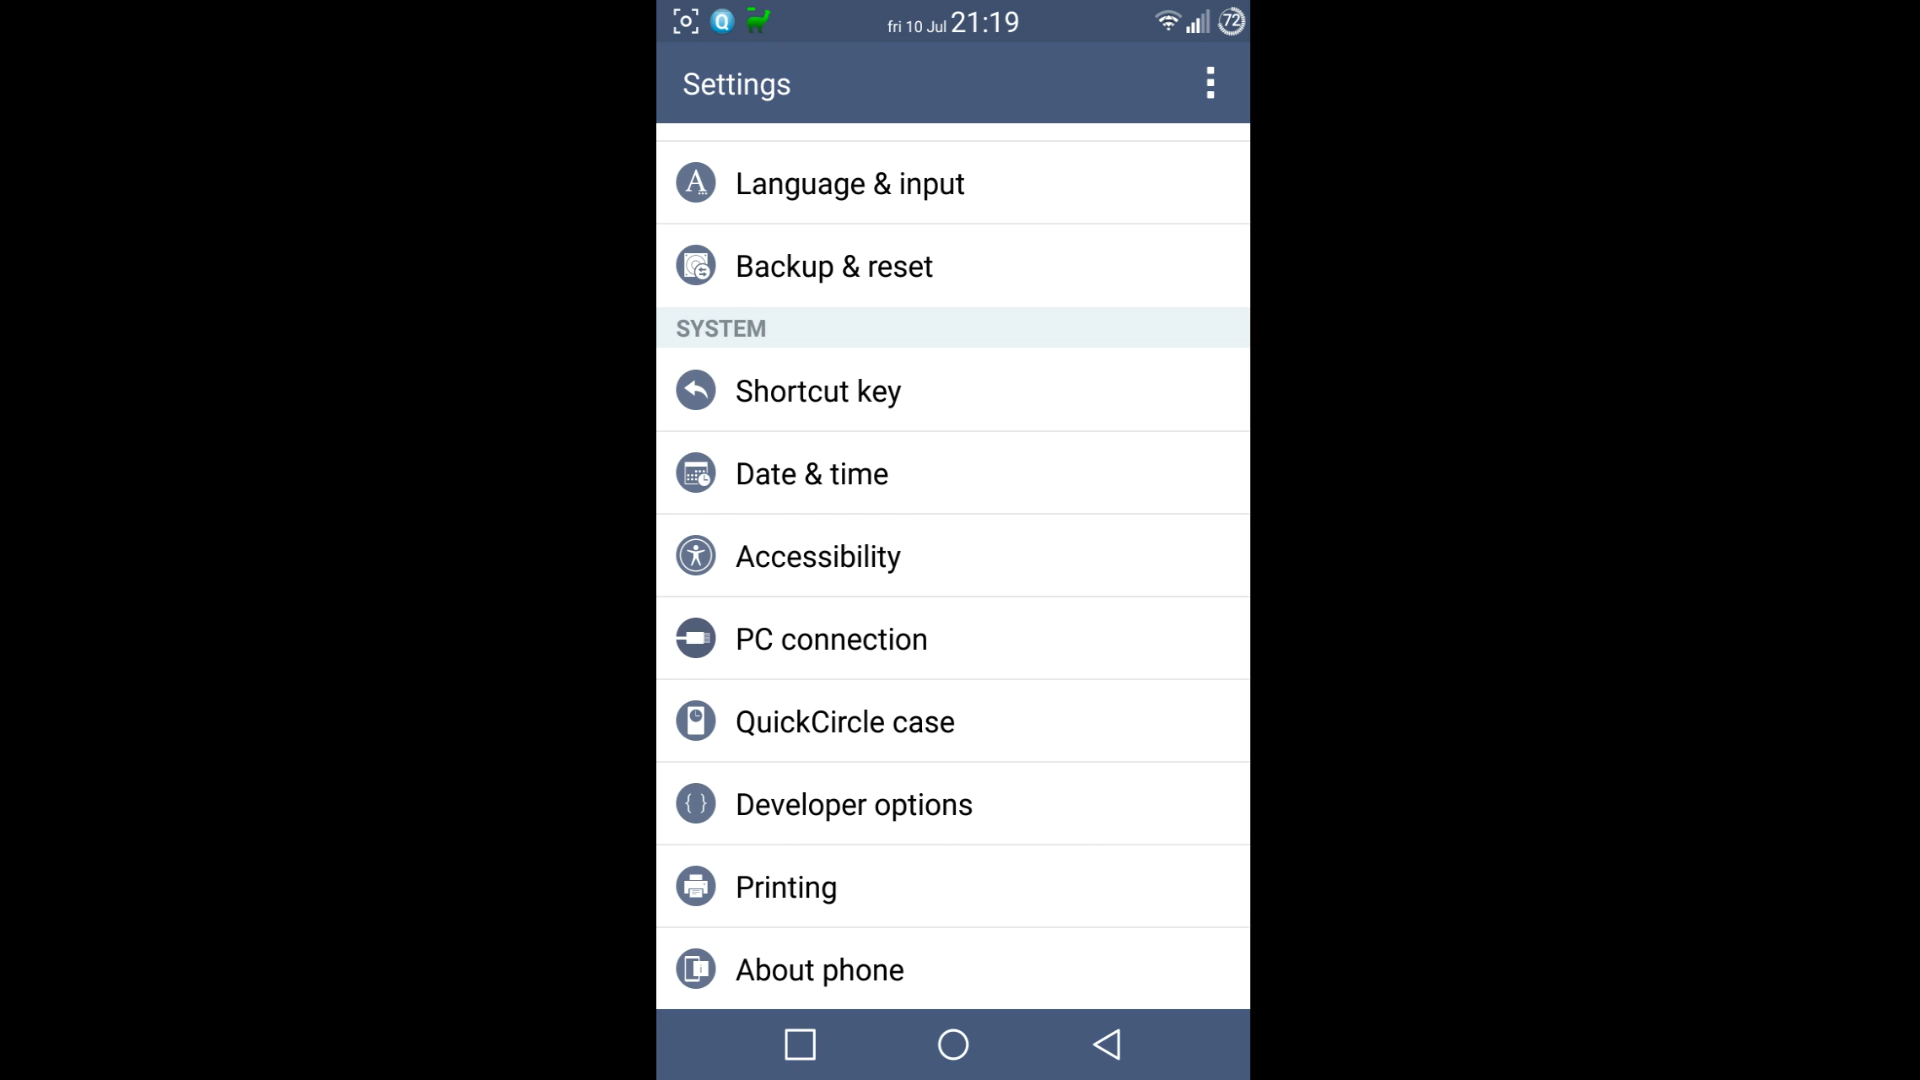 Q fri 10 Jul 21:19 72
Settings
Language & input
Backup & reset
SYSTEM
Shortcut key
Date & time
Accessibility
PC connection
QuickCircle case
Developer options
Printing
About phone